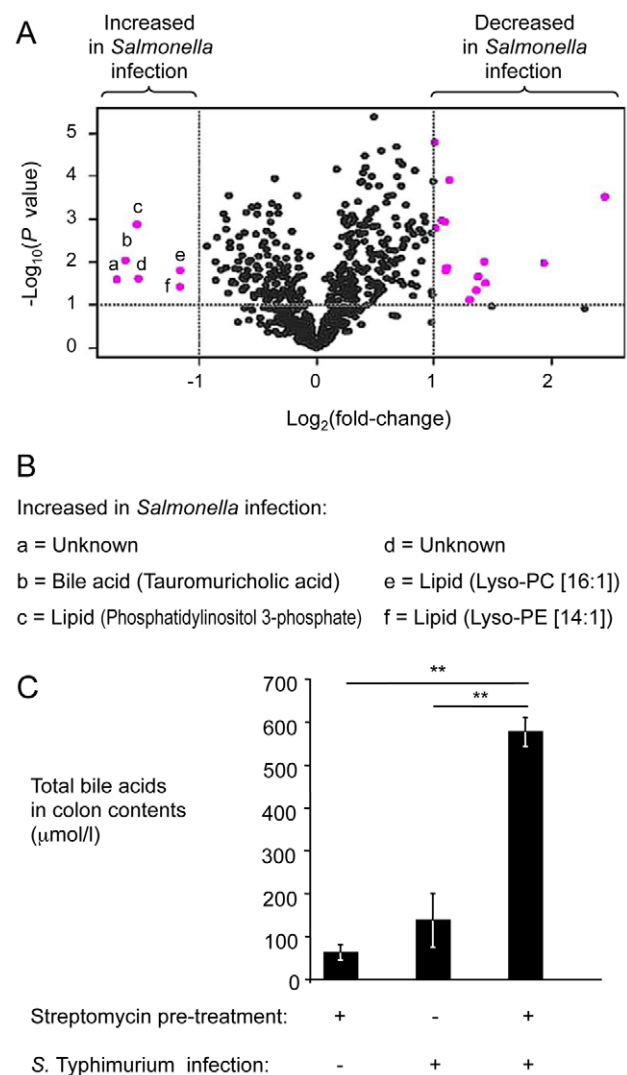 A
Increased
in Salmonella
infection
Decreased
in Salmonella
infection
-Log10(P value)
5
4
3
2
1
0
c
b
a
d
e
f
-1
0
1
2
Log2(fold-change)
B
Increased in Salmonella infection:
a = Unknown
d = Unknown
b = Bile acid (Tauromuricholic acid)
e = Lipid (Lyso-PC [16:1])
c = Lipid (Phosphatidylinositol 3-phosphate)
f = Lipid (Lyso-PE [14:1])
C
Total bile acids
in colon contents
(μmol/l)
700
600
500
400
300
200
100
0
**
**
Streptomycin pre-treatment: + - +
S. Typhimurium infection: - + +